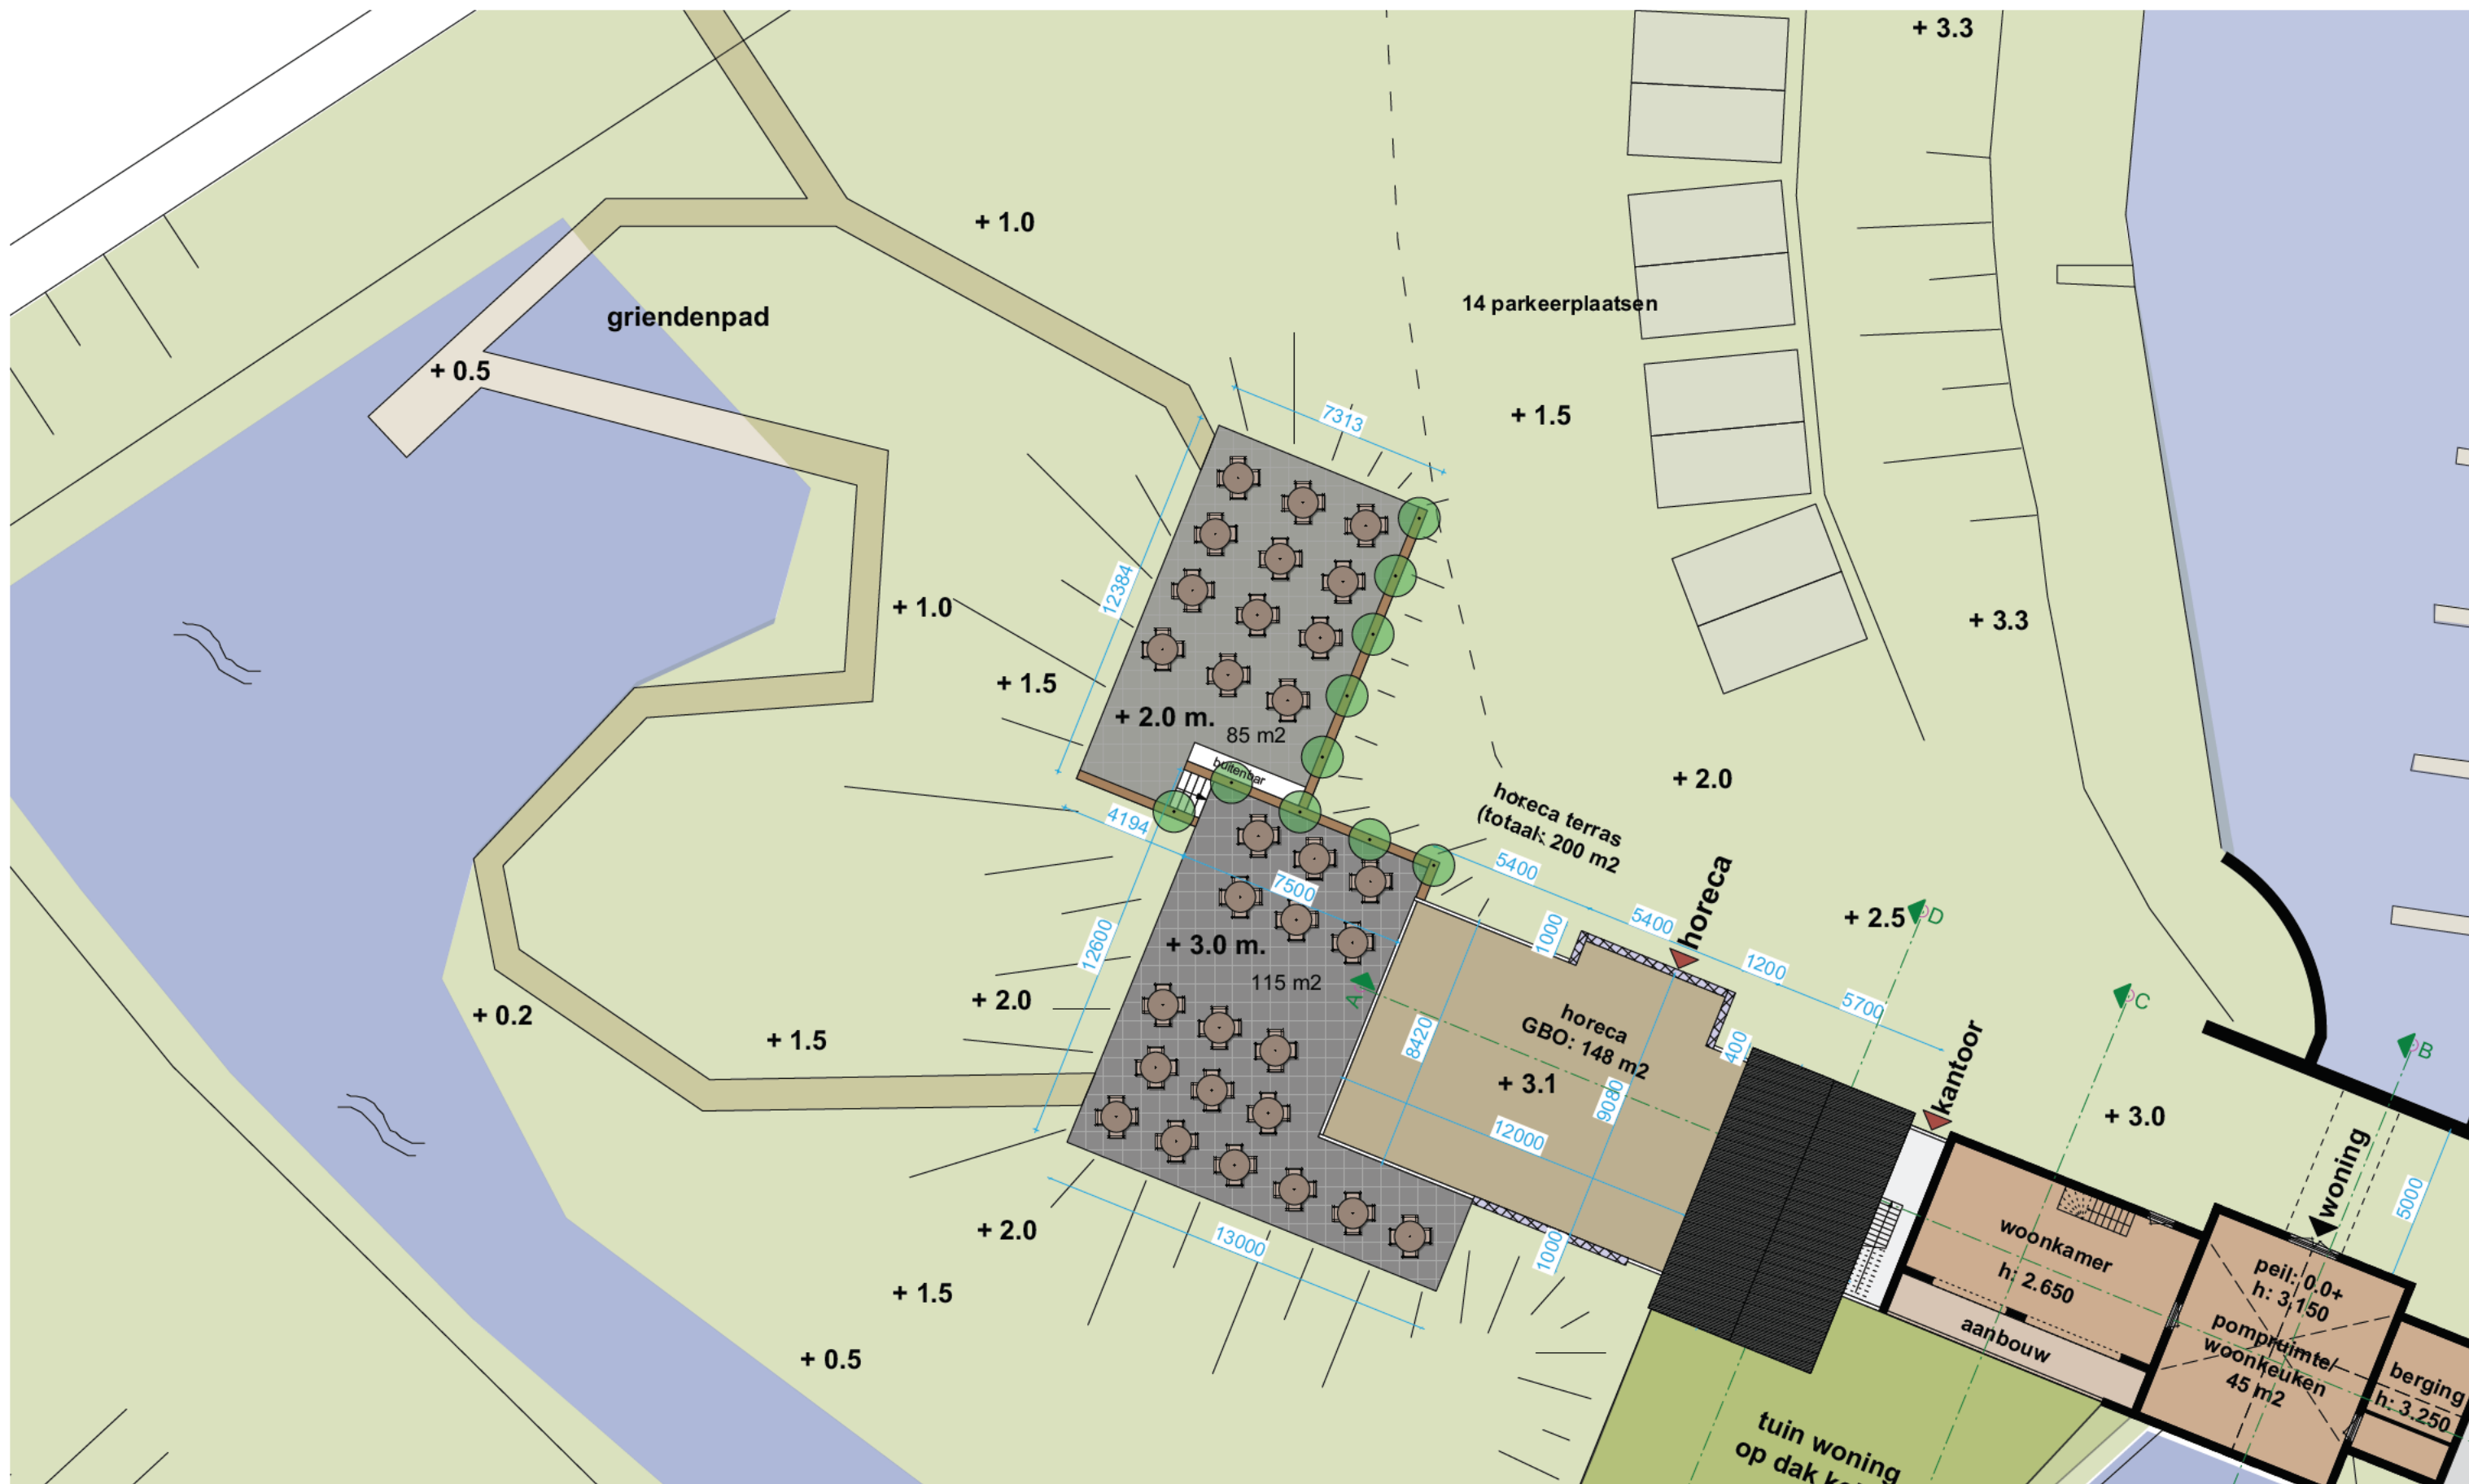 + 3.3
+ 1.0
14 parkeerplaatsen
griendenpad
+ 0.5
7313
+ 1.5
12384
+ 1.0
+ 3.3
+ 1.5
+ 2.0 m.
85 m2
buitenbar
+ 2.0
horeca terras
(totaal: 200 m2
4194
7500
5400
5400
horeca
1000
1200
5700
+ 2.5
D
C
B
A
12600
+ 3.0 m.
115 m2
horeca
GBO: 148 m2
+ 3.1
8420
9080
400
12000
1000
kantoor
+ 3.0
woning
5000
+ 2.0
+ 0.2
+ 1.5
+ 2.0
13000
+ 1.5
+ 0.5
woonkamer
h: 2.650
aanbouw
peil: 0.0+
h: 3.150
pompruimte/
woonkeuken
45 m2
berging
h: 3.250
tuin woning
op dak